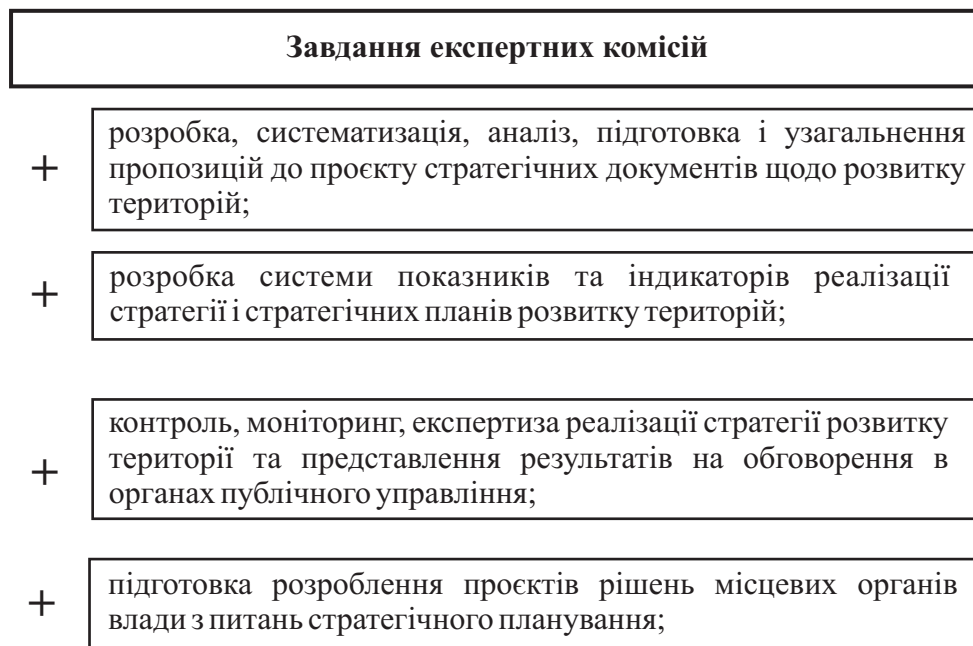 Завдання експертних комісій
+ розробка, систематизація, аналіз, підготовка і узагальнення
пропозицій до проєкту стратегічних документів щодо розвитку
територій;
+ розробка системи показників та індикаторів реалізації
стратегії і стратегічних планів розвитку територій;
+ контроль, моніторинг, експертиза реалізації стратегії розвитку
території та представлення результатів на обговорення в
органах публічного управління;
+ підготовка розроблення проєктів рішень місцевих органів
влади з питань стратегічного планування;